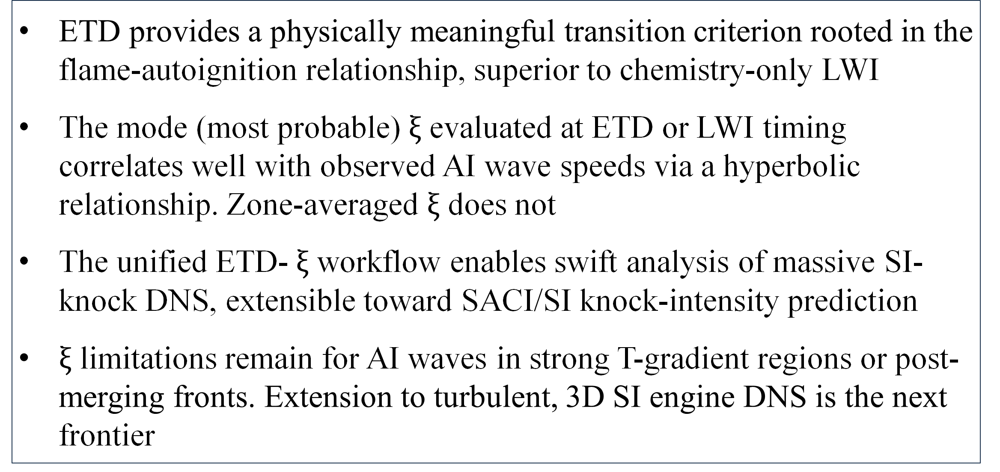 • ETD provides a physically meaningful transition criterion rooted in the
flame-autoignition relationship, superior to chemistry-only LWI
• The mode (most probable) ξ evaluated at ETD or LWI timing
correlates well with observed AI wave speeds via a hyperbolic
relationship. Zone-averaged ξ does not
• The unified ETD- ξ workflow enables swift analysis of massive SI-
knock DNS, extensible toward SACI/SI knock-intensity prediction
• ξ limitations remain for AI waves in strong T-gradient regions or post-
merging fronts. Extension to turbulent, 3D SI engine DNS is the next
frontier